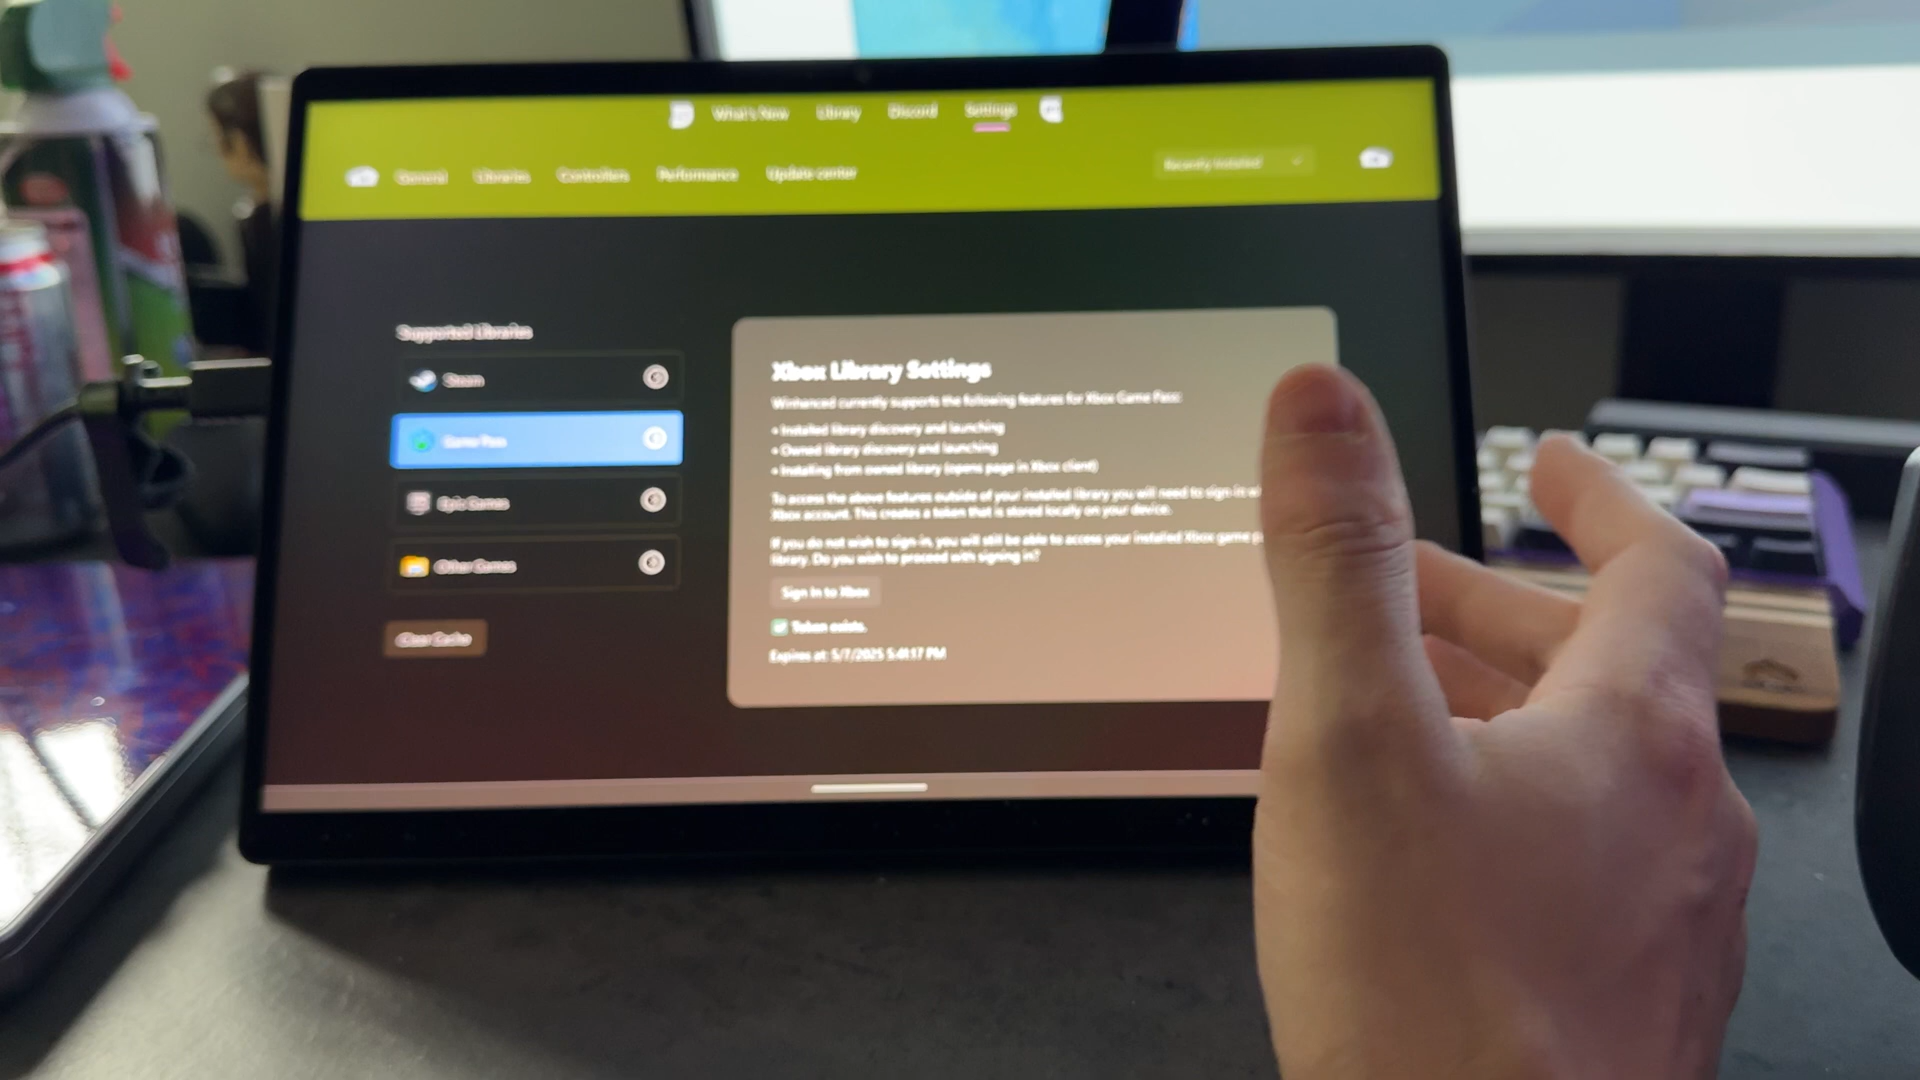 What's New Library Discord Settings
General Libraries Controllers Performance Update center Recently Installed
Supported Libraries
Steam
Game Pass
Epic Games
Other Games
Clear Cache
Xbox Library Settings
Winhanced currently supports the following features for Xbox Game Pass:
• Installed library discovery and launching
• Owned library discovery and launching
• Installing from owned library (opens page in Xbox client)
To access the above features outside of your installed library you will need to sign in
Xbox account. This creates a token that is stored locally on your device.
If you do not wish to sign in, you will still be able to access your installed Xbox game
library. Do you wish to proceed with signing in?
Sign In to Xbox
Token exists.
Expires at: 5/7/2025 PM